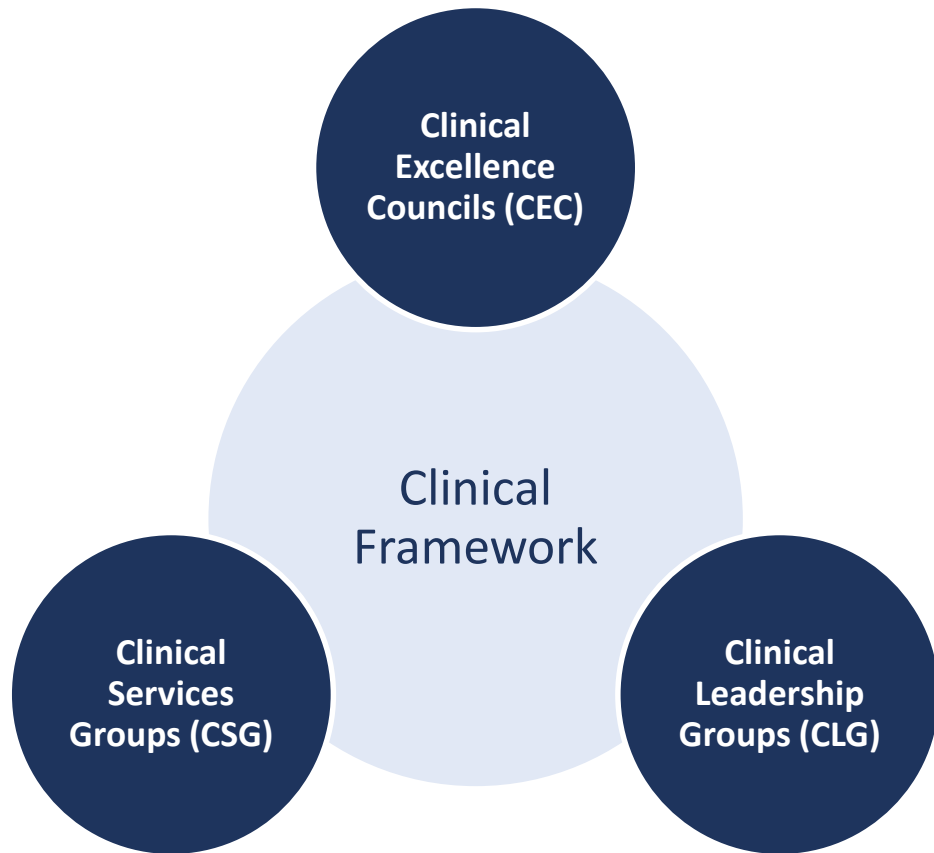 Clinical
Excellence
Councils (CEC)
Clinical
Framework
Clinical
Services
Groups (CSG)
Clinical
Leadership
Groups (CLG)